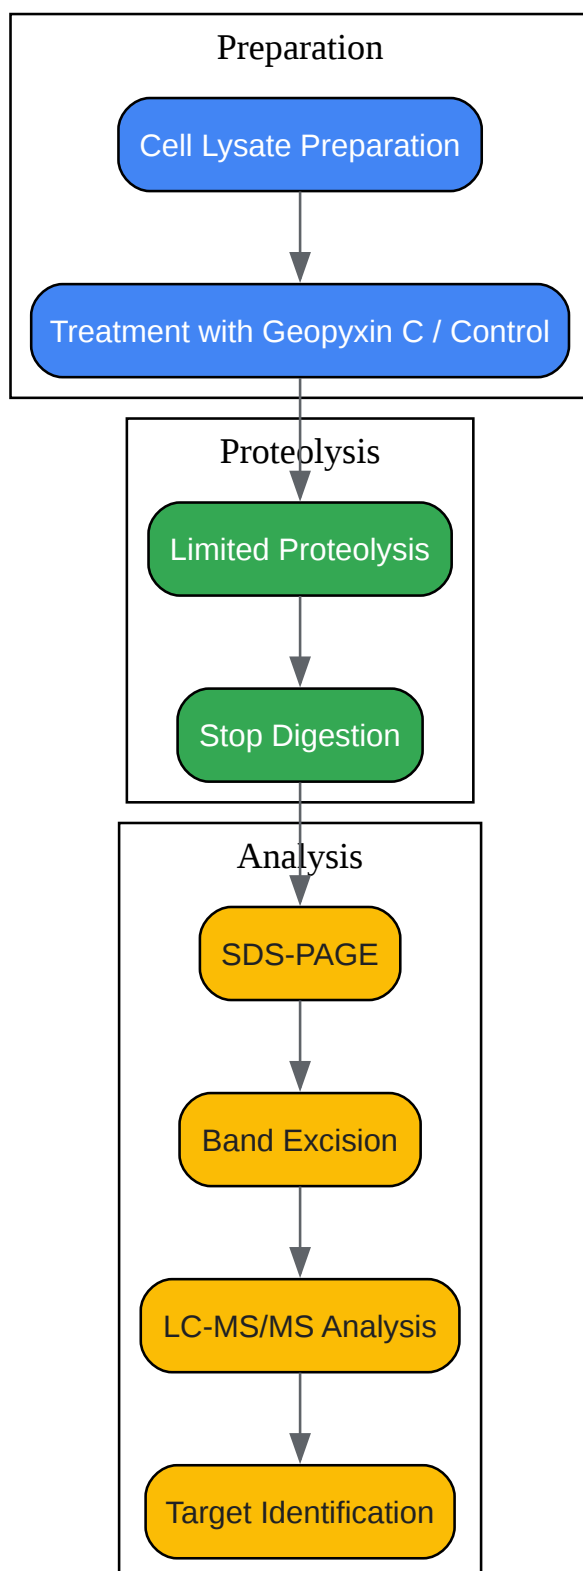 Preparation
Cell Lysate Preparation
Treatment with Geopyxin C / Control
Proteolysis
Limited Proteolysis
Stop Digestion
Analysis
SDS-PAGE
Band Excision
LC-MS/MS Analysis
Target Identification